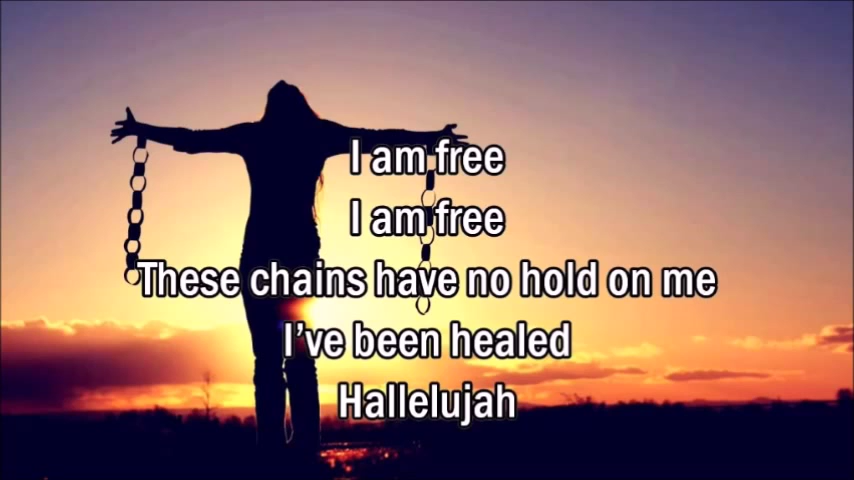 I am free
I am free
These chains have no hold on me
I've been healed
Hallelujah